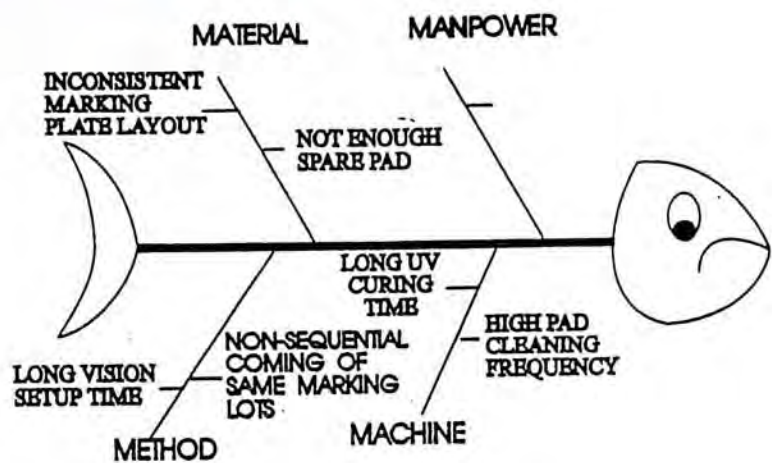 MATERIAL
MANPOWER
INCONSISTENT
MARKING
PLATE LAYOUT
NOT ENOUGH
SPARE PAD
LONG UV
CURING
TIME
HIGH PAD
CLEANING
FREQUENCY
NON-SEQUENTIAL
COMING OF
SAME MARKING
LOTS
LONG VISION
SETUP TIME
METHOD
MACHINE